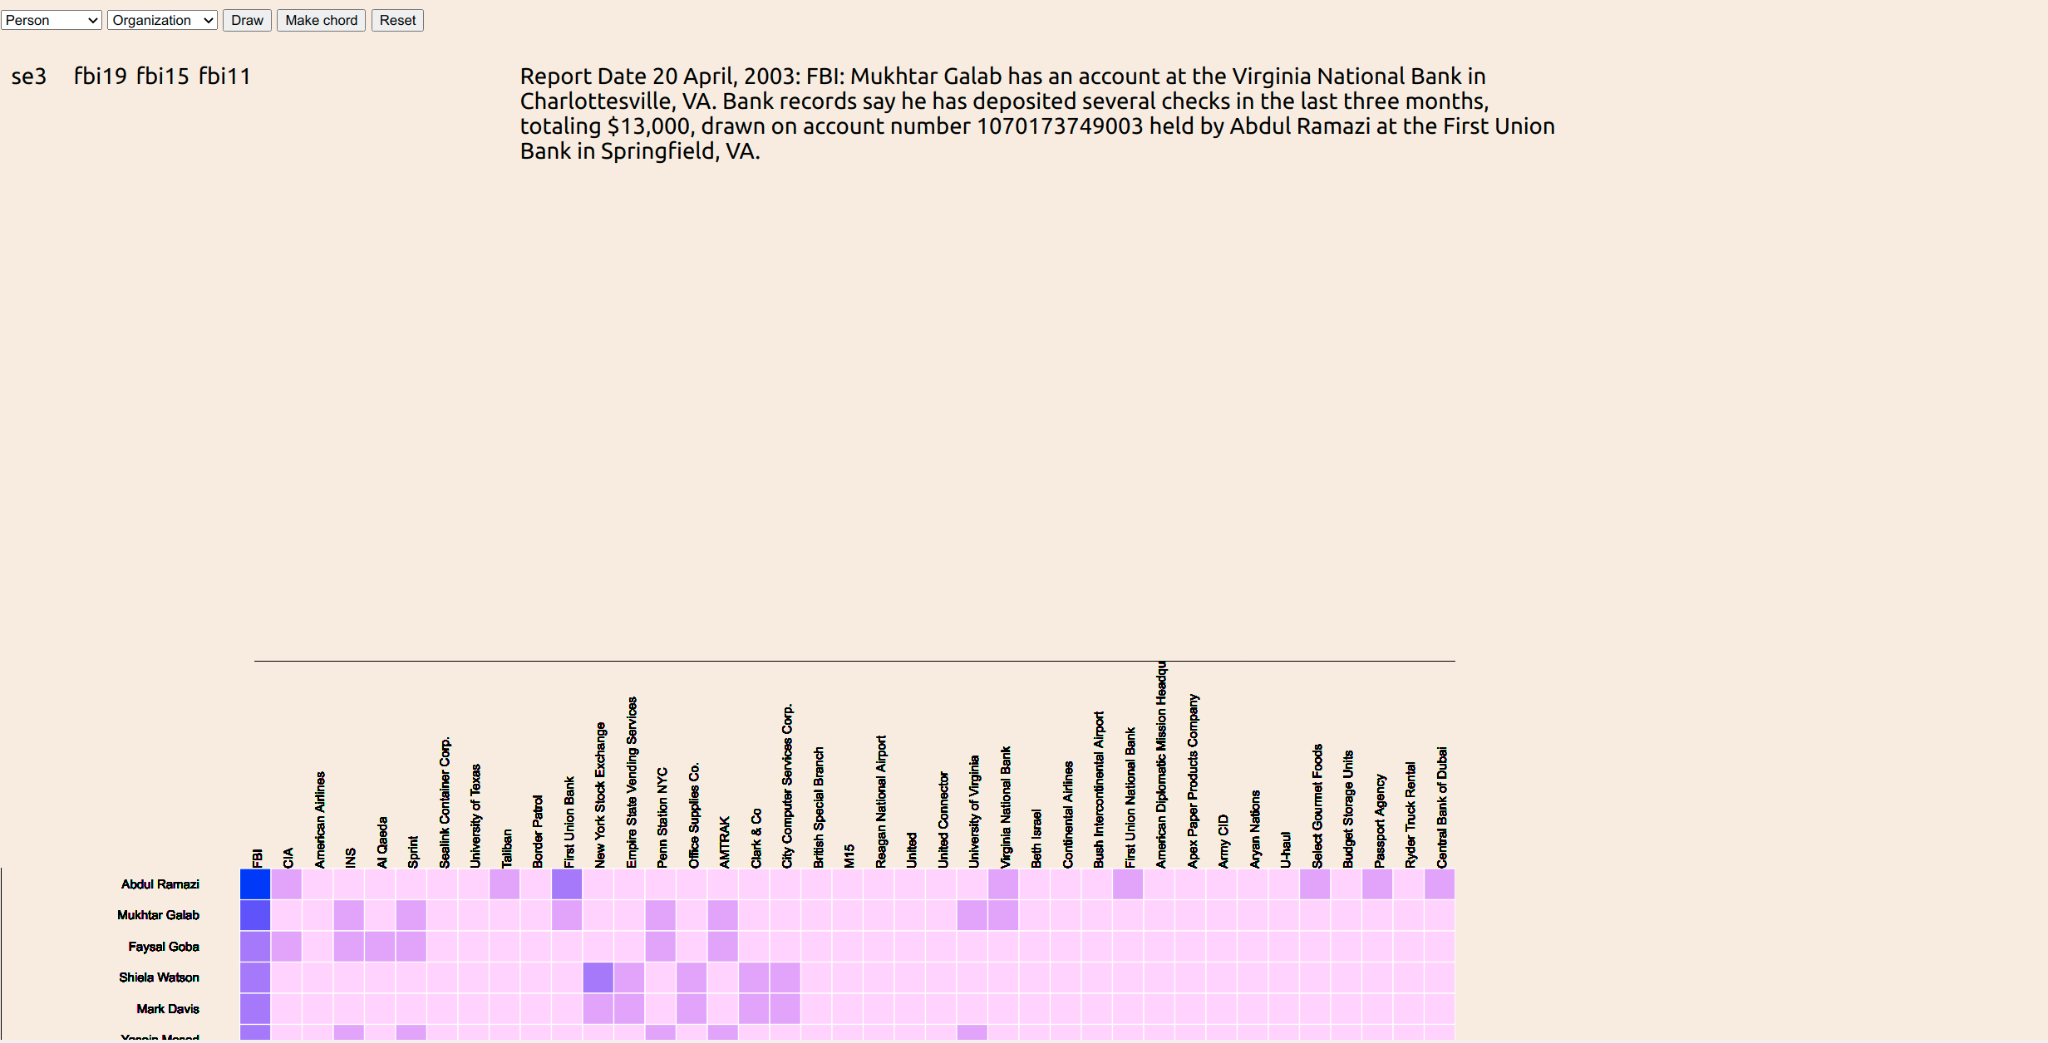 Person Organization Draw Make chord Reset
se3 fbi19 fbi15 fbi11
Report Date 20 April, 2003: FBI: Mukhtar Galab has an account at the Virginia National Bank in
Charlottesville, VA. Bank records say he has deposited several checks in the last three months,
totaling $13,000, drawn on account number 1070173749003 held by Abdul Ramazi at the First Union
Bank in Springfield, VA.
FBI
CIA
American Airlines
INS
Al Qaeda
Sprint
Sealink Container Corp.
University of Texas
Taliban
Border Patrol
First Union Bank
New York Stock Exchange
Empire State Vending Services
Penn Station NYC
Office Supplies Co.
AMTRAK
Clark & Co
City Computer Services Corp.
British Special Branch
M15
Reagan National Airport
United
United Connector
University of Virginia
Virginia National Bank
Beth Israel
Continental Airlines
Bush Intercontinental Airport
First Union National Bank
American Diplomatic Mission Headqu
Apex Paper Products Company
Army CID
Aryan Nations
U-haul
Select Gourmet Foods
Budget Storage Units
Passport Agency
Ryder Truck Rental
Central Bank of Dubai
Abdul Ramazi
Mukhtar Galab
Faysal Goba
Shiela Watson
Mark Davis